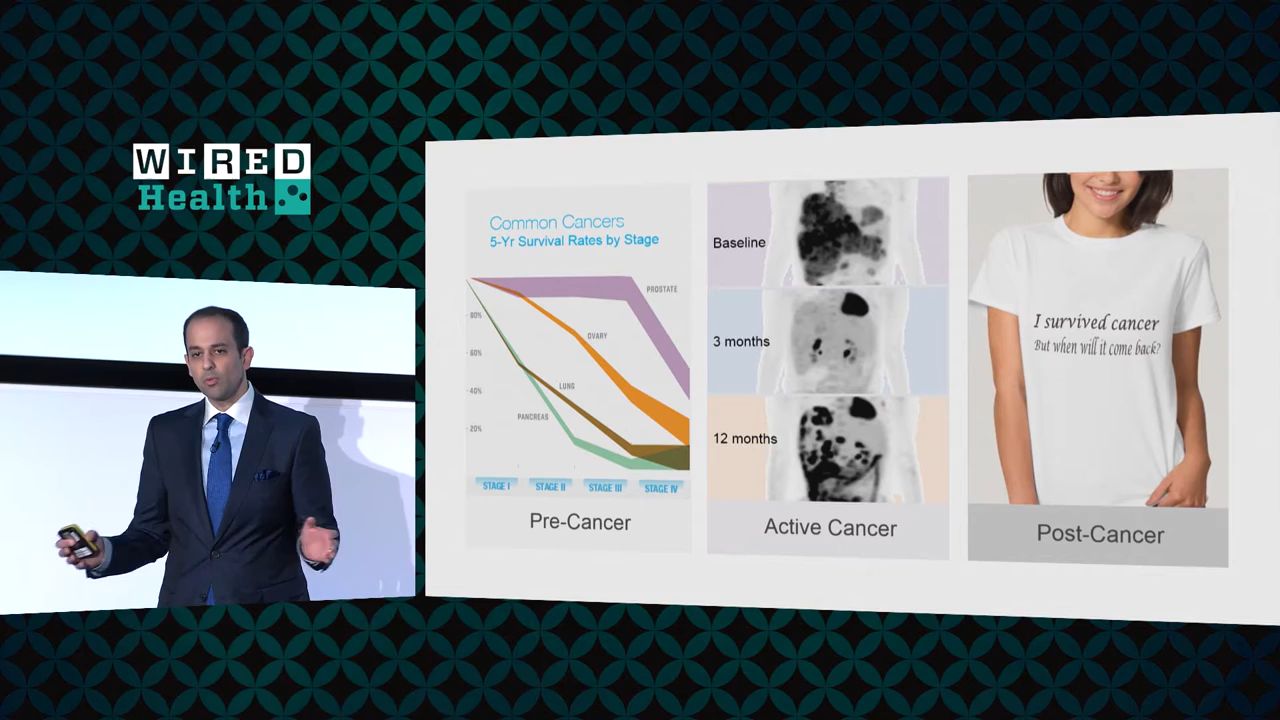 WIRED
Health
Common Cancers
5-Yr Survival Rates by Stage
PROSTATE
80%
OVARY
60%
LUNG
40%
PANCREAS
20%
STAGE I STAGE II STAGE III STAGE IV
Pre-Cancer
Baseline
3 months
12 months
Active Cancer
I survived cancer
But when will it come back?
Post-Cancer